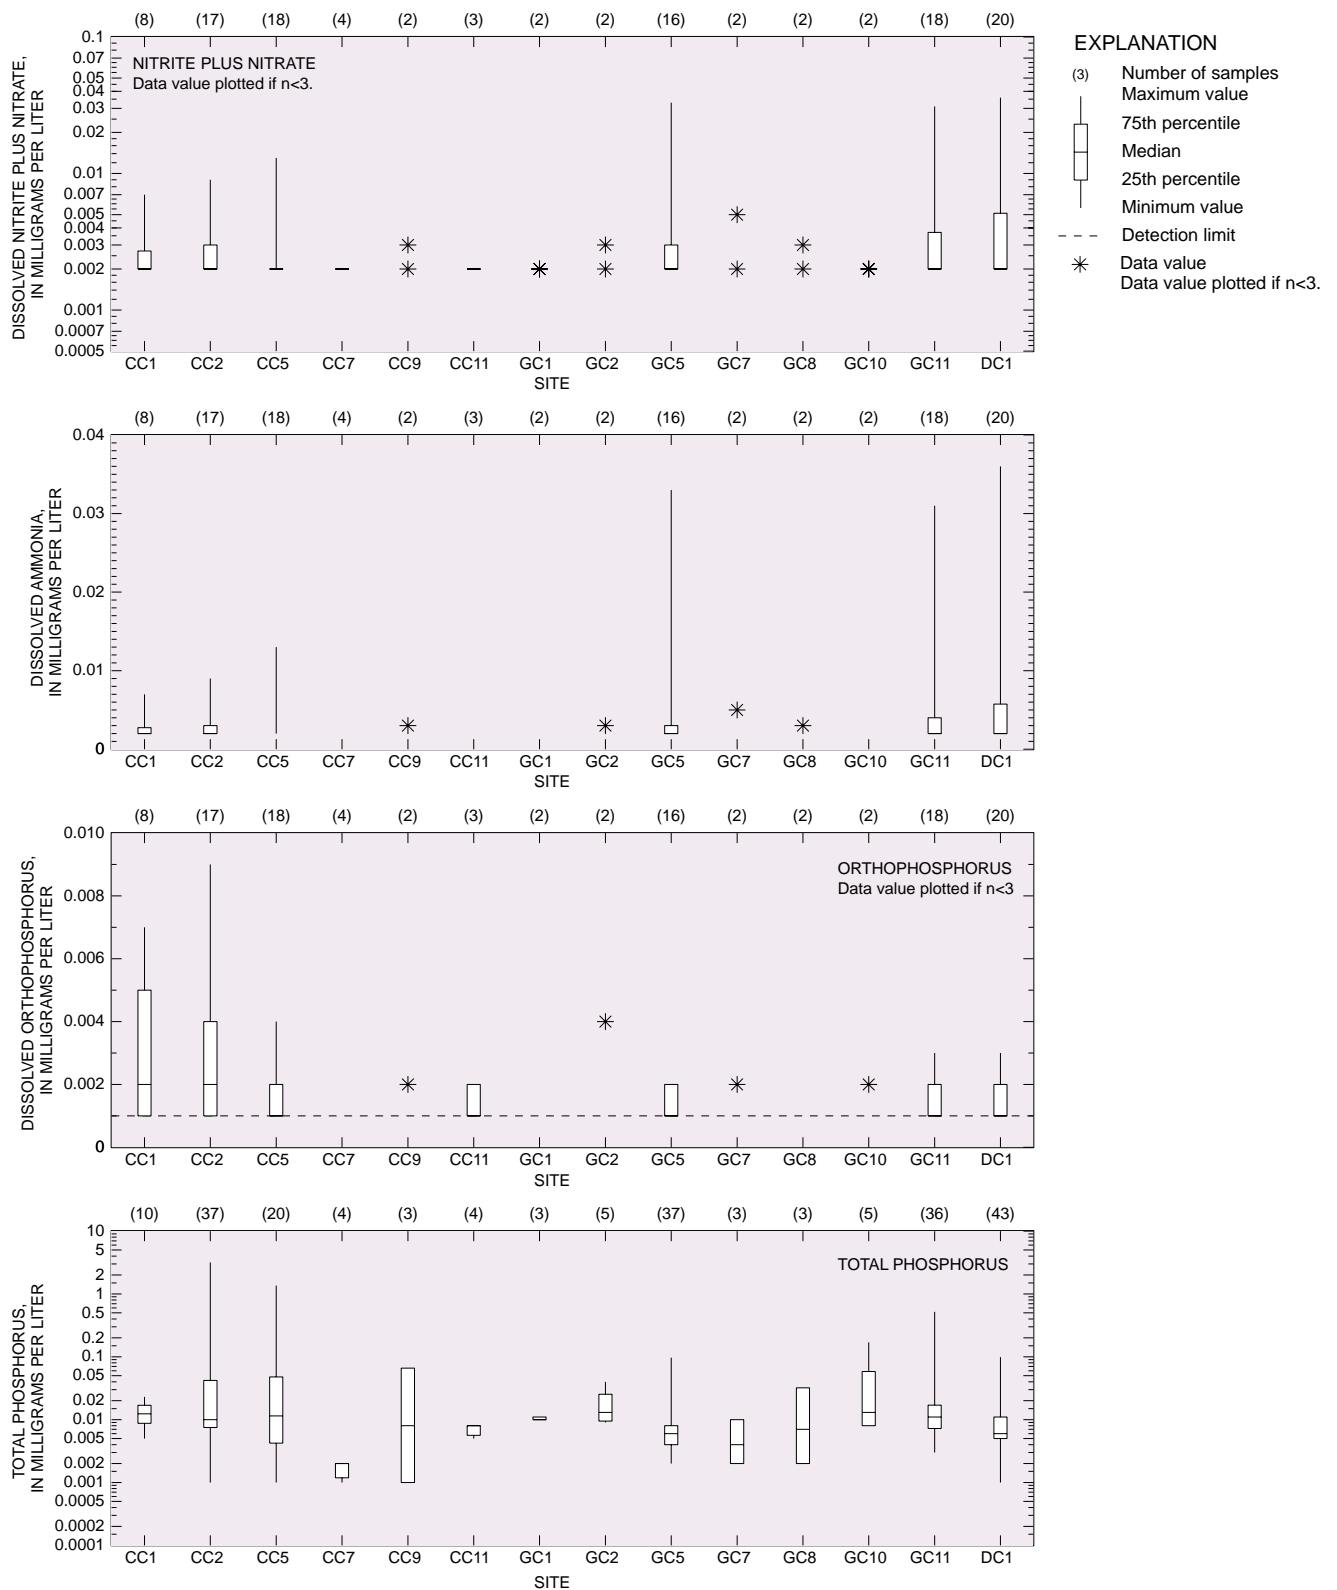 (8) (17) (18) (4) (2) (3) (2) (2) (16) (2) (2) (2) (18) (20)
DISSOLVED NITRITE PLUS NITRATE,
IN MILLIGRAMS PER LITER
0.1
0.07
0.05
0.04
0.03
0.02
0.01
0.007
0.005
0.004
0.003
0.002
0.001
0.0007
0.0005
NITRITE PLUS NITRATE
Data value plotted if n<3.
CC1 CC2 CC5 CC7 CC9 CC11 GC1 GC2 GC5 GC7 GC8 GC10 GC11 DC1
SITE
EXPLANATION
(3) Number of samples
Maximum value
75th percentile
Median
25th percentile
Minimum value
Detection limit
Data value
Data value plotted if n<3.
(8) (17) (18) (4) (2) (3) (2) (2) (16) (2) (2) (2) (18) (20)
DISSOLVED AMMONIA,
IN MILLIGRAMS PER LITER
0.04
0.03
0.02
0.01
0
CC1 CC2 CC5 CC7 CC9 CC11 GC1 GC2 GC5 GC7 GC8 GC10 GC11 DC1
SITE
(8) (17) (18) (4) (2) (3) (2) (2) (16) (2) (2) (2) (18) (20)
DISSOLVED ORTHOPHOSPHORUS,
IN MILLIGRAMS PER LITER
0.010
0.008
0.006
0.004
0.002
0
ORTHOPHOSPHORUS
Data value plotted if n<3
CC1 CC2 CC5 CC7 CC9 CC11 GC1 GC2 GC5 GC7 GC8 GC10 GC11 DC1
SITE
(10) (37) (20) (4) (3) (4) (3) (5) (37) (3) (3) (5) (36) (43)
TOTAL PHOSPHORUS,
IN MILLIGRAMS PER LITER
10
5
2
1
0.5
0.2
0.1
0.05
0.02
0.01
0.005
0.002
0.001
0.0005
0.0002
0.0001
TOTAL PHOSPHORUS
CC1 CC2 CC5 CC7 CC9 CC11 GC1 GC2 GC5 GC7 GC8 GC10 GC11 DC1
SITE